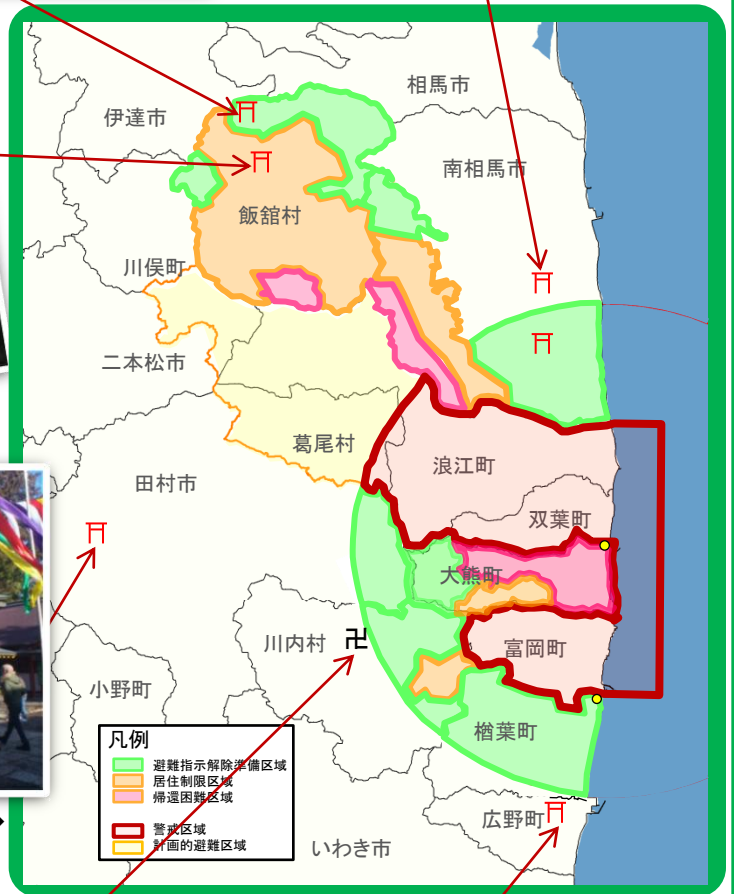 相馬市
伊達市
南相馬市
飯舘村
川俣町
二本松市
葛尾村
浪江町
田村市
双葉町
大熊町
川内村
卍
富岡町
小野町
楢葉町
凡例
避難指示解除準備区域
居住制限区域
帰還困難区域
警戒区域
計画的避難区域
広野町
いわき市